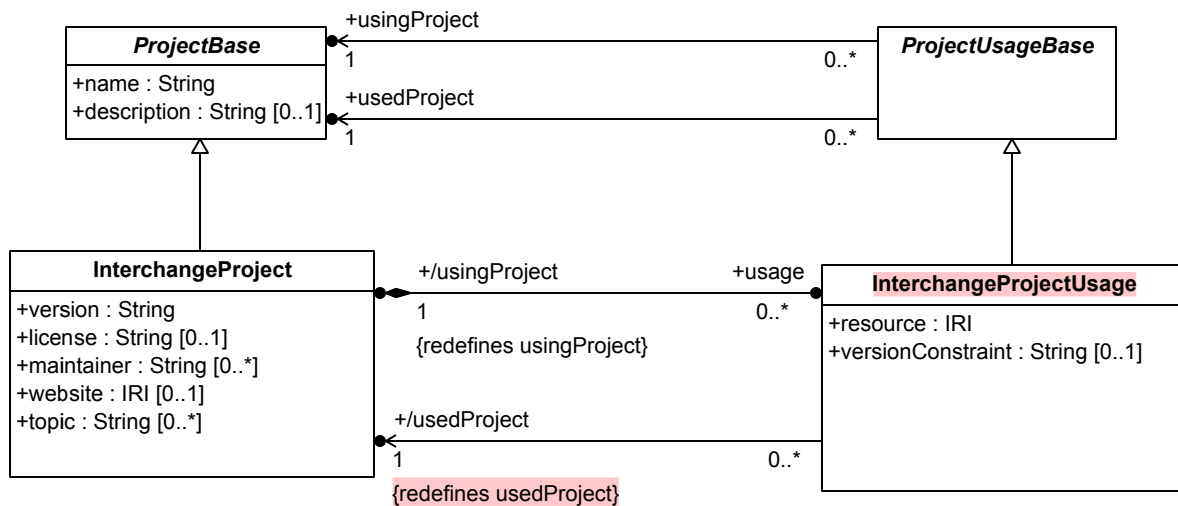 ProjectBase
+name : String
+description : String [0..1]
+usingProject
1
0..*
+usedProject
1
0..*
ProjectUsageBase
InterchangeProject
+version : String
+license : String [0..1]
+maintainer : String [0..*]
+website : IRI [0..1]
+topic : String [0..*]
+/usingProject
+usage
1
0..*
{redefines usingProject}
+/usedProject
1
0..*
{redefines usedProject}
InterchangeProjectUsage
+resource : IRI
+versionConstraint : String [0..1]